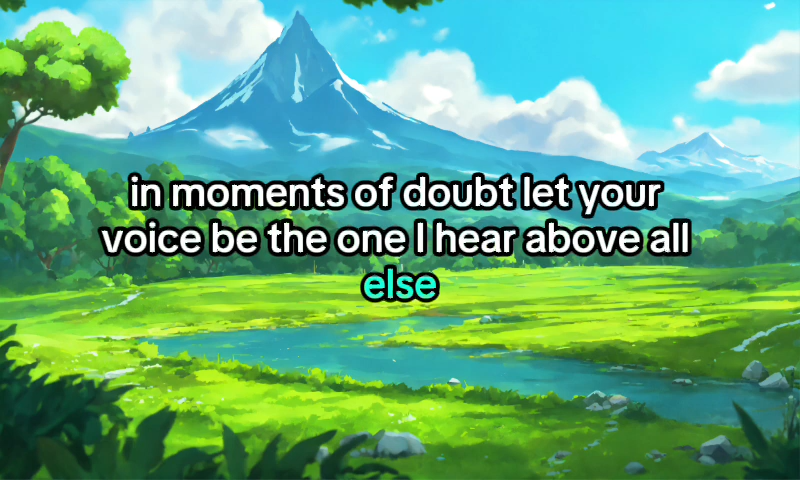 in moments of doubt let your
voice be the one I hear above all
else